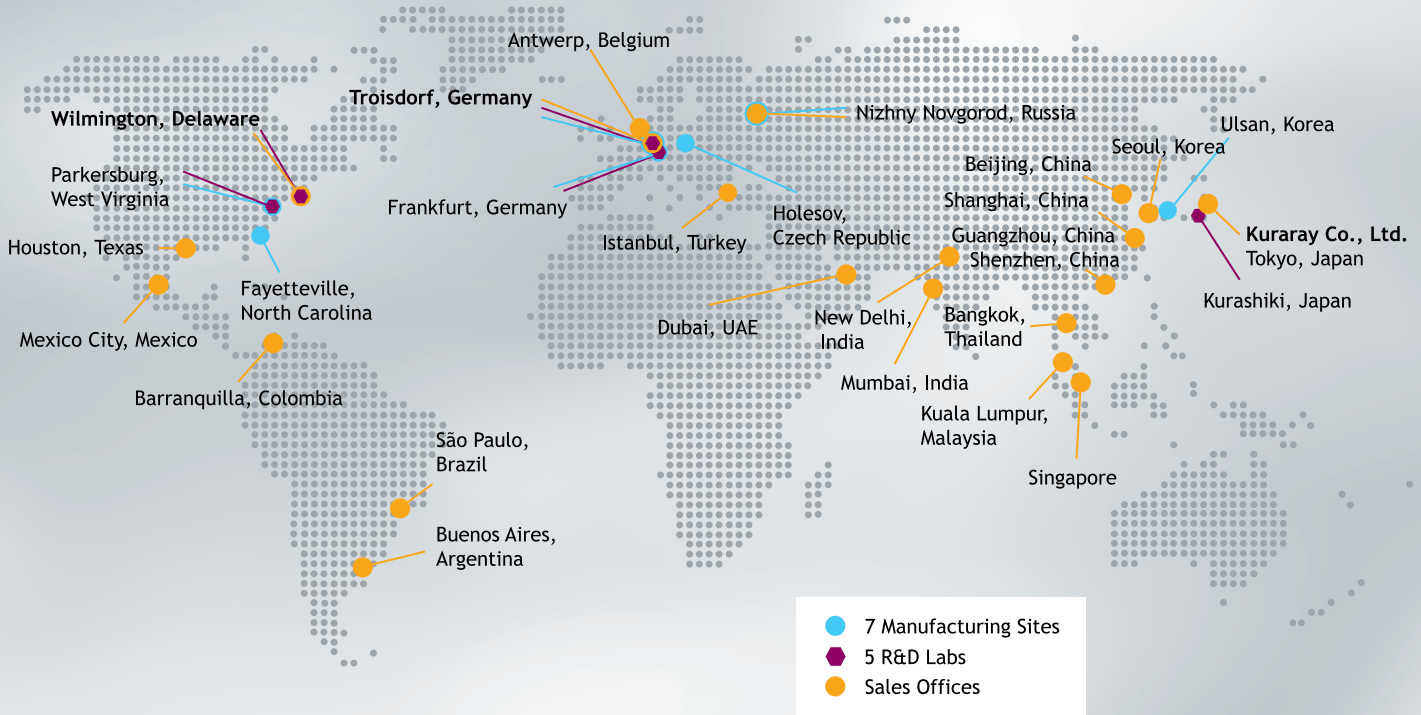 Antwerp, Belgium
Troisdorf, Germany
Wilmington, Delaware
Nizhny Novgorod, Russia
Ulsan, Korea
Seoul, Korea
Beijing, China
Parkersburg,
West Virginia
Shanghai, China
Frankfurt, Germany
Holesov,
Czech Republic
Istanbul, Turkey
Guangzhou, China
Shenzhen, China
Kuraray Co., Ltd.
Tokyo, Japan
Houston, Texas
Fayetteville,
North Carolina
Kurashiki, Japan
Mexico City, Mexico
Dubai, UAE
New Delhi,
India
Bangkok,
Thailand
Mumbai, India
Barranquilla, Colombia
Kuala Lumpur,
Malaysia
São Paulo,
Brazil
Singapore
Buenos Aires,
Argentina
7 Manufacturing Sites
5 R&D Labs
Sales Offices